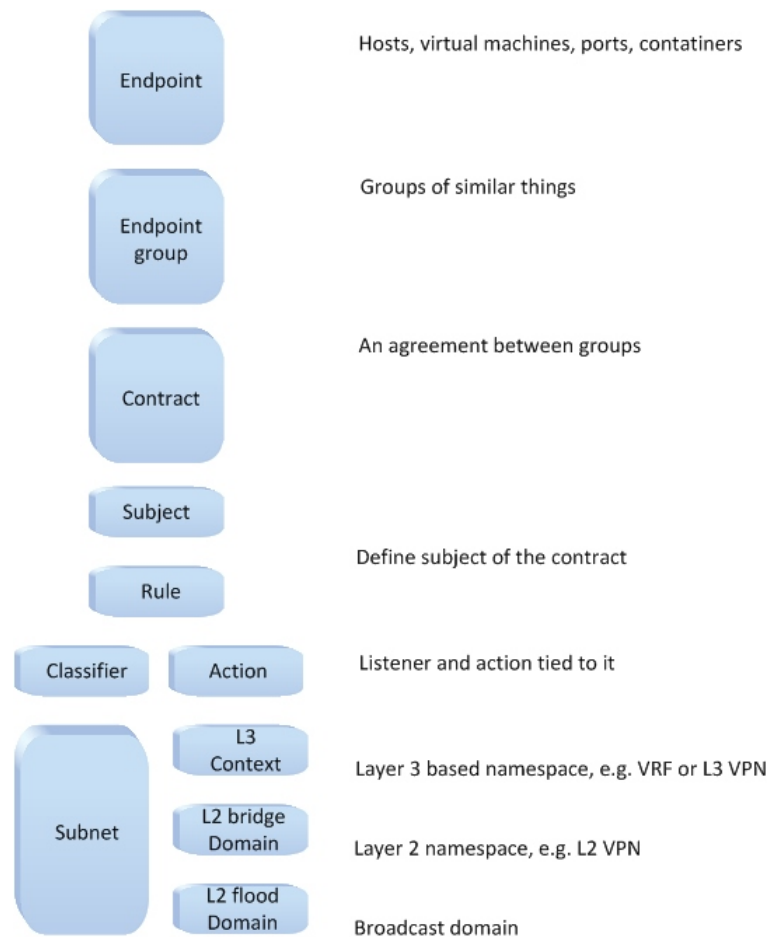 Hosts, virtual machines, ports, contatiners
Endpoint
Groups of similar things
Endpoint
group
An agreement between groups
Contract
Subject
Define subject of the contract
Rule
Classifier
Action
Listener and action tied to it
L3
Context
Layer 3 based namespace, e.g. VRF or L3 VPN
Subnet
L2 bridge
Domain
Layer 2 namespace, e.g. L2 VPN
L2 flood
Domain
Broadcast domain